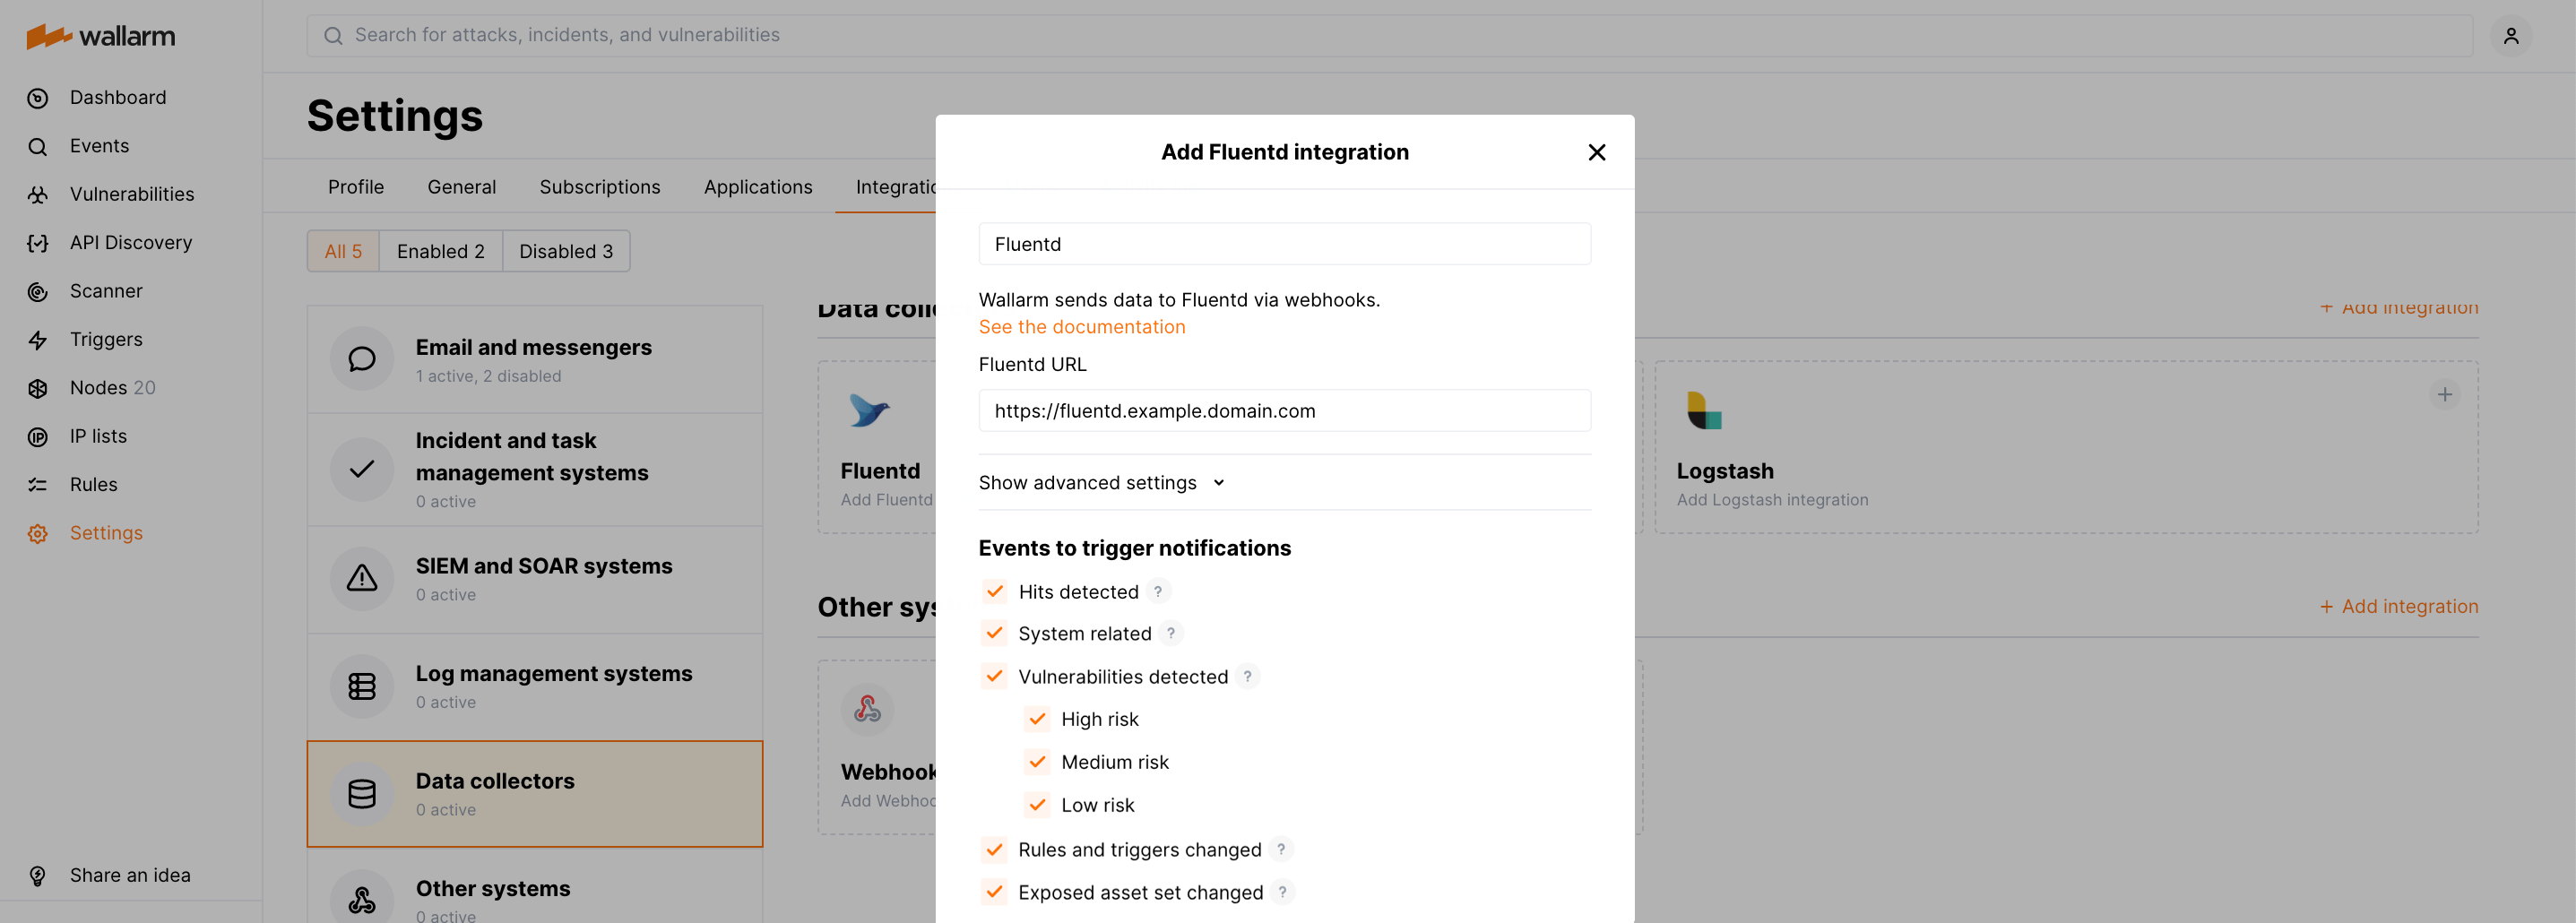 wallarm
Search for attacks, incidents, and vulnerabilities
Dashboard
Events
Vulnerabilities
API Discovery
Scanner
Triggers
Nodes 20
IP lists
Rules
Settings
Share an idea
Settings
Profile General Subscriptions Applications Integratio
All 5 Enabled 2 Disabled 3
Email and messengers
1 active, 2 disabled
Incident and task
management systems
0 active
SIEM and SOAR systems
0 active
Log management systems
0 active
Data collectors
0 active
Other systems
0 active
Data coll
+ Add integration
Fluentd
Add Fluentd
Logstash
Add Logstash integration
Other sys
+ Add integration
Webhook
Add Webhoo
Add Fluentd integration
Fluentd
Wallarm sends data to Fluentd via webhooks.
See the documentation
Fluentd URL
https://fluentd.example.domain.com
Show advanced settings
Events to trigger notifications
Hits detected ?
System related ?
Vulnerabilities detected ?
High risk
Medium risk
Low risk
Rules and triggers changed ?
Exposed asset set changed ?